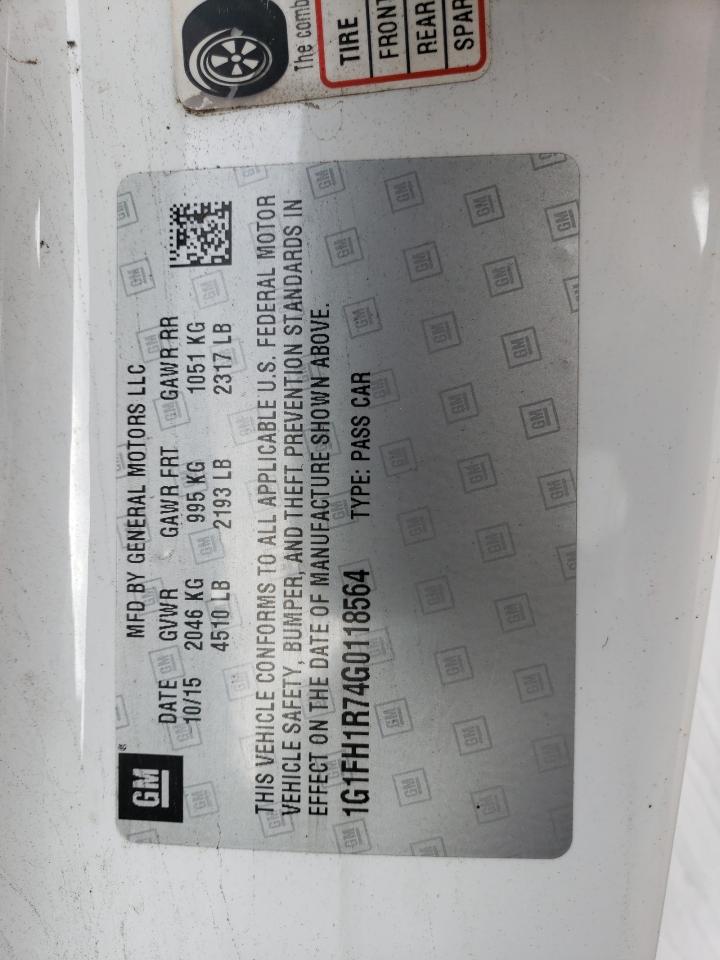 The comb
TIRE
FRONT
REAR
SPAR
GM
MFD BY GENERAL MOTORS LLC
DATE GVWR GAWR FRT GAWR RR
10/15 2046 KG 995 KG 1051 KG
4510 LB 2193 LB 2317 LB
THIS VEHICLE CONFORMS TO ALL APPLICABLE U.S. FEDERAL MOTOR
VEHICLE SAFETY, BUMPER, AND THEFT PREVENTION STANDARDS IN
EFFECT ON THE DATE OF MANUFACTURE SHOWN ABOVE.
1G1FH1R74G0118564 TYPE: PASS CAR